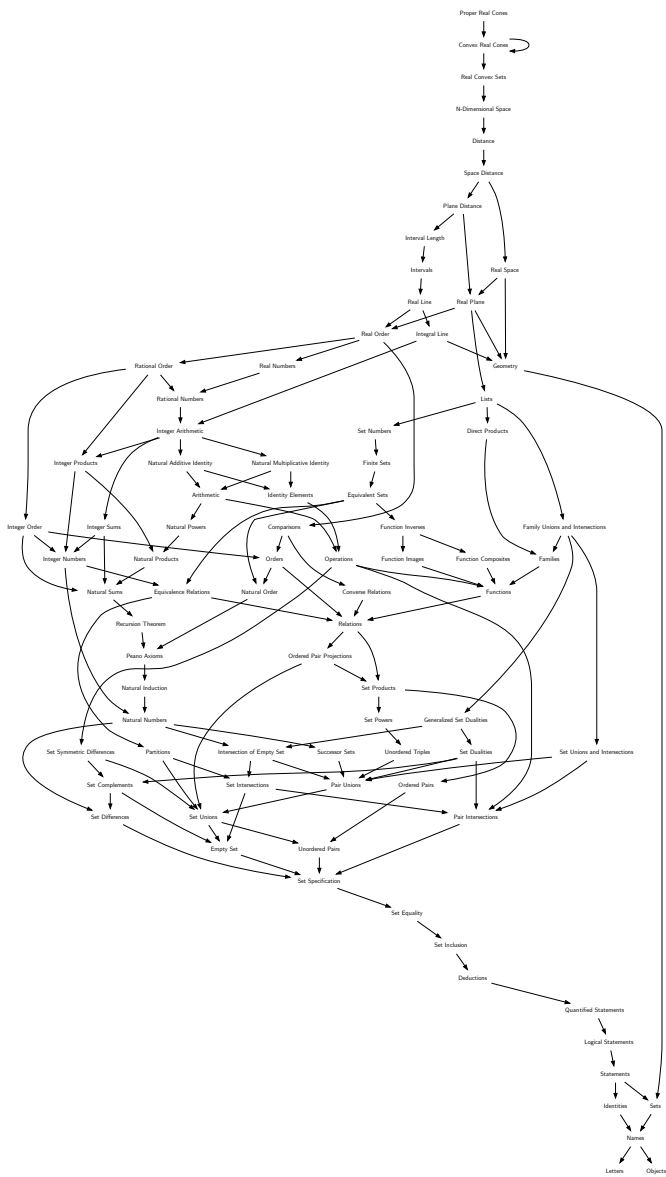 Proper Real Cones
Convex Real Cones
Real Convex Sets
N-Dimensional Space
Distance
Space Distance
Plane Distance
Interval Length
Intervals
Real Space
Real Line
Real Plane
Real Order
Integral Line
Rational Order
Real Numbers
Geometry
Rational Numbers
Lists
Integer Arithmetic
Set Numbers
Direct Products
Integer Products
Natural Additive Identity
Natural Multiplicative Identity
Finite Sets
Arithmetic
Identity Elements
Equivalent Sets
Integer Order
Integer Sums
Natural Powers
Comparisons
Function Inverses
Family Unions and Intersections
Integer Numbers
Natural Products
Orders
Operations
Function Images
Function Composites
Families
Natural Sums
Equivalence Relations
Natural Order
Converse Relations
Functions
Recursion Theorem
Relations
Peano Axioms
Ordered Pair Projections
Natural Induction
Set Products
Natural Numbers
Set Powers
Generalized Set Dualities
Set Symmetric Differences
Partitions
Intersection of Empty Set
Successor Sets
Unordered Triples
Set Dualities
Set Unions and Intersections
Set Complements
Set Intersections
Pair Unions
Ordered Pairs
Set Differences
Set Unions
Pair Intersections
Empty Set
Unordered Pairs
Set Specification
Set Equality
Set Inclusion
Deductions
Quantified Statements
Logical Statements
Statements
Identities
Sets
Names
Letters
Objects